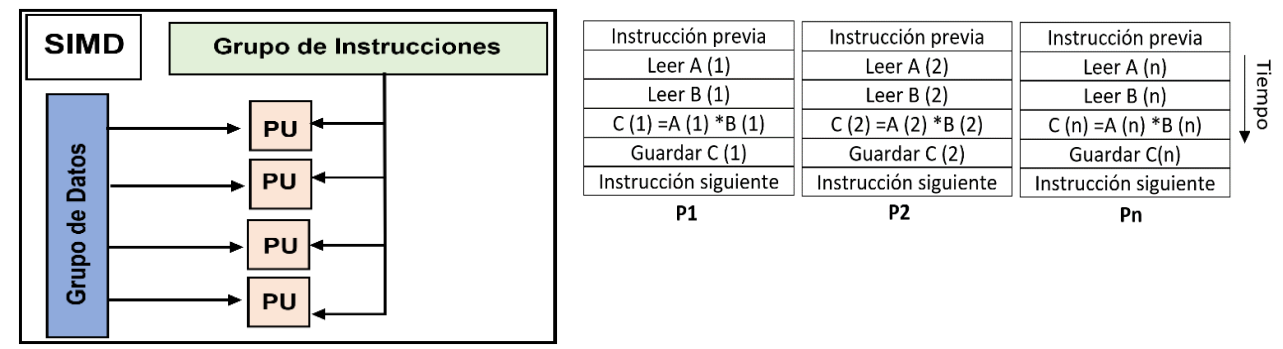 SIMD
Grupo de Instrucciones
Grupo de Datos
PU
PU
PU
PU
Instrucción previa
Leer A (1)
Leer B (1)
C (1) =A (1) *B (1)
Guardar C (1)
Instrucción siguiente
P1
Instrucción previa
Leer A (2)
Leer B (2)
C (2) =A (2) *B (2)
Guardar C (2)
Instrucción siguiente
P2
Instrucción previa
Leer A (n)
Leer B (n)
C (n) =A (n) *B (n)
Guardar C(n)
Instrucción siguiente
Pn
Tiempo